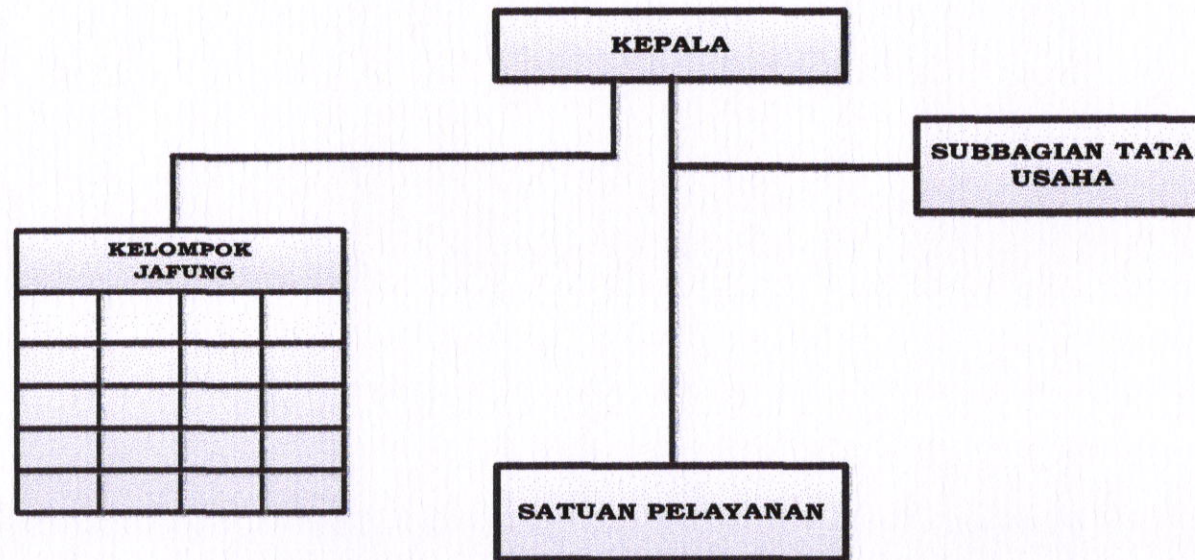 KEPALA
SUBBAGIAN TATA
USAHA
KELOMPOK
JAFUNG
SATUAN PELAYANAN